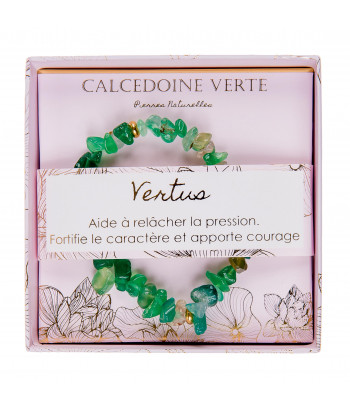 CALCEDOINE VERTE
Pierres Naturelles
Vertus
Aide à relâcher la pression.
Fortifie le caractère et apporte courage